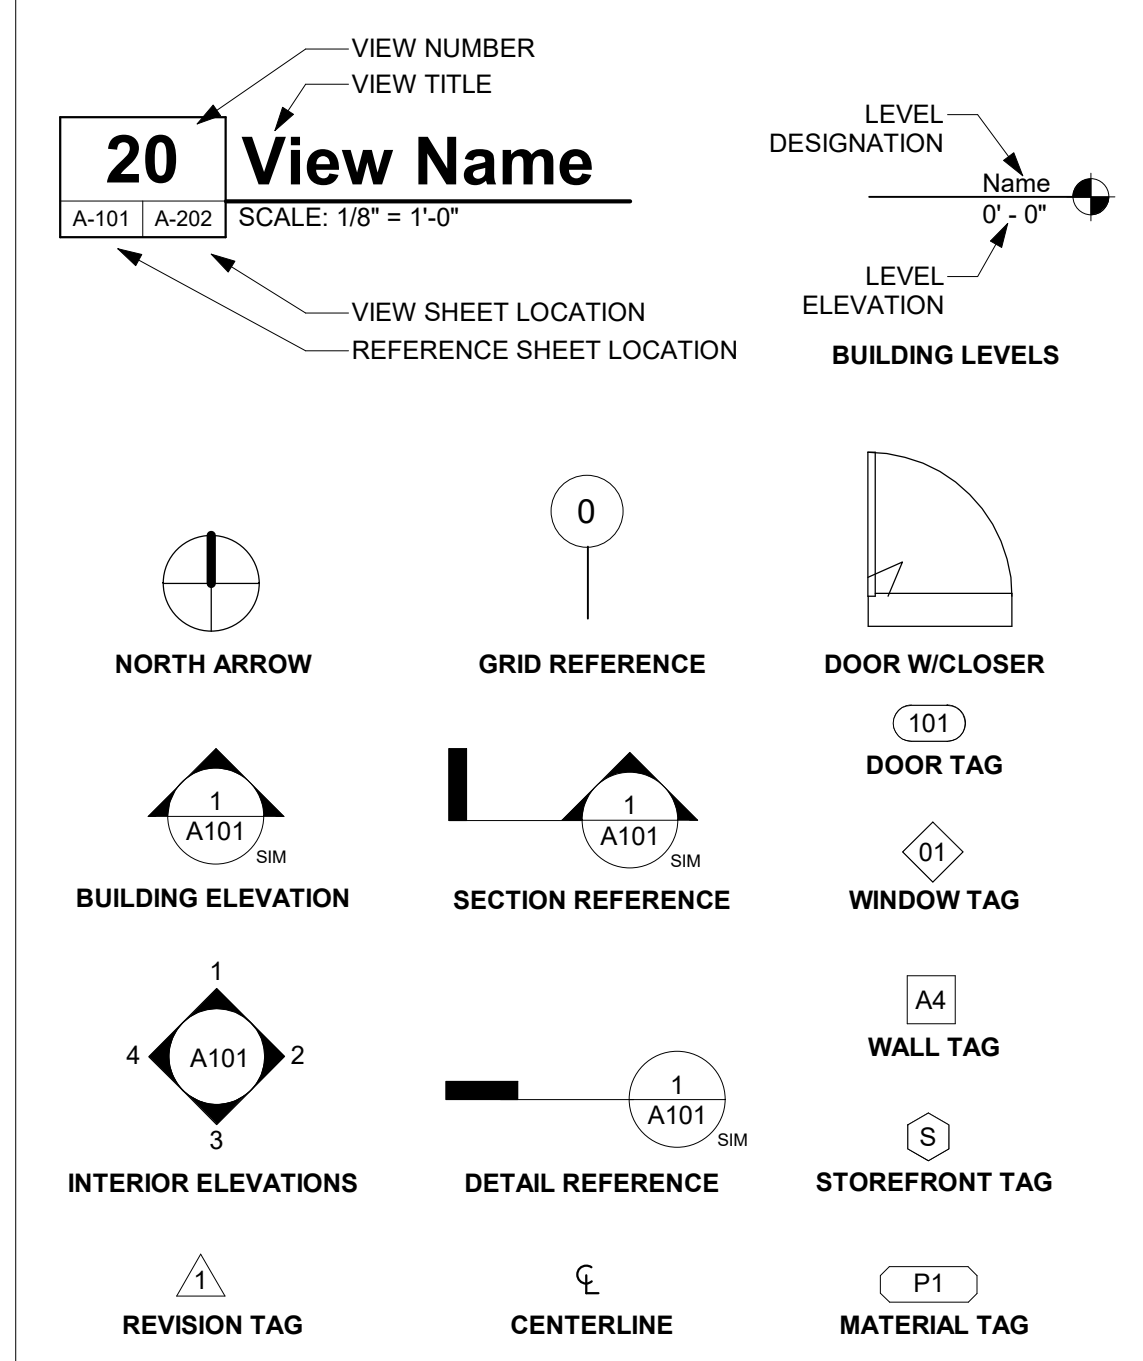 VIEW NUMBER
VIEW TITLE
20
View Name
A-101
A-202
SCALE: 1/8" = 1'-0"
VIEW SHEET LOCATION
REFERENCE SHEET LOCATION
LEVEL
DESIGNATION
Name
0' - 0"
LEVEL
ELEVATION
BUILDING LEVELS
NORTH ARROW
0
GRID REFERENCE
DOOR W/CLOSER
101
DOOR TAG
1
A101
SIM
BUILDING ELEVATION
1
A101
SIM
SECTION REFERENCE
01
WINDOW TAG
1
4
A101
2
3
INTERIOR ELEVATIONS
1
A101
SIM
DETAIL REFERENCE
A4
WALL TAG
S
STOREFRONT TAG
1
REVISION TAG
℄
CENTERLINE
P1
MATERIAL TAG